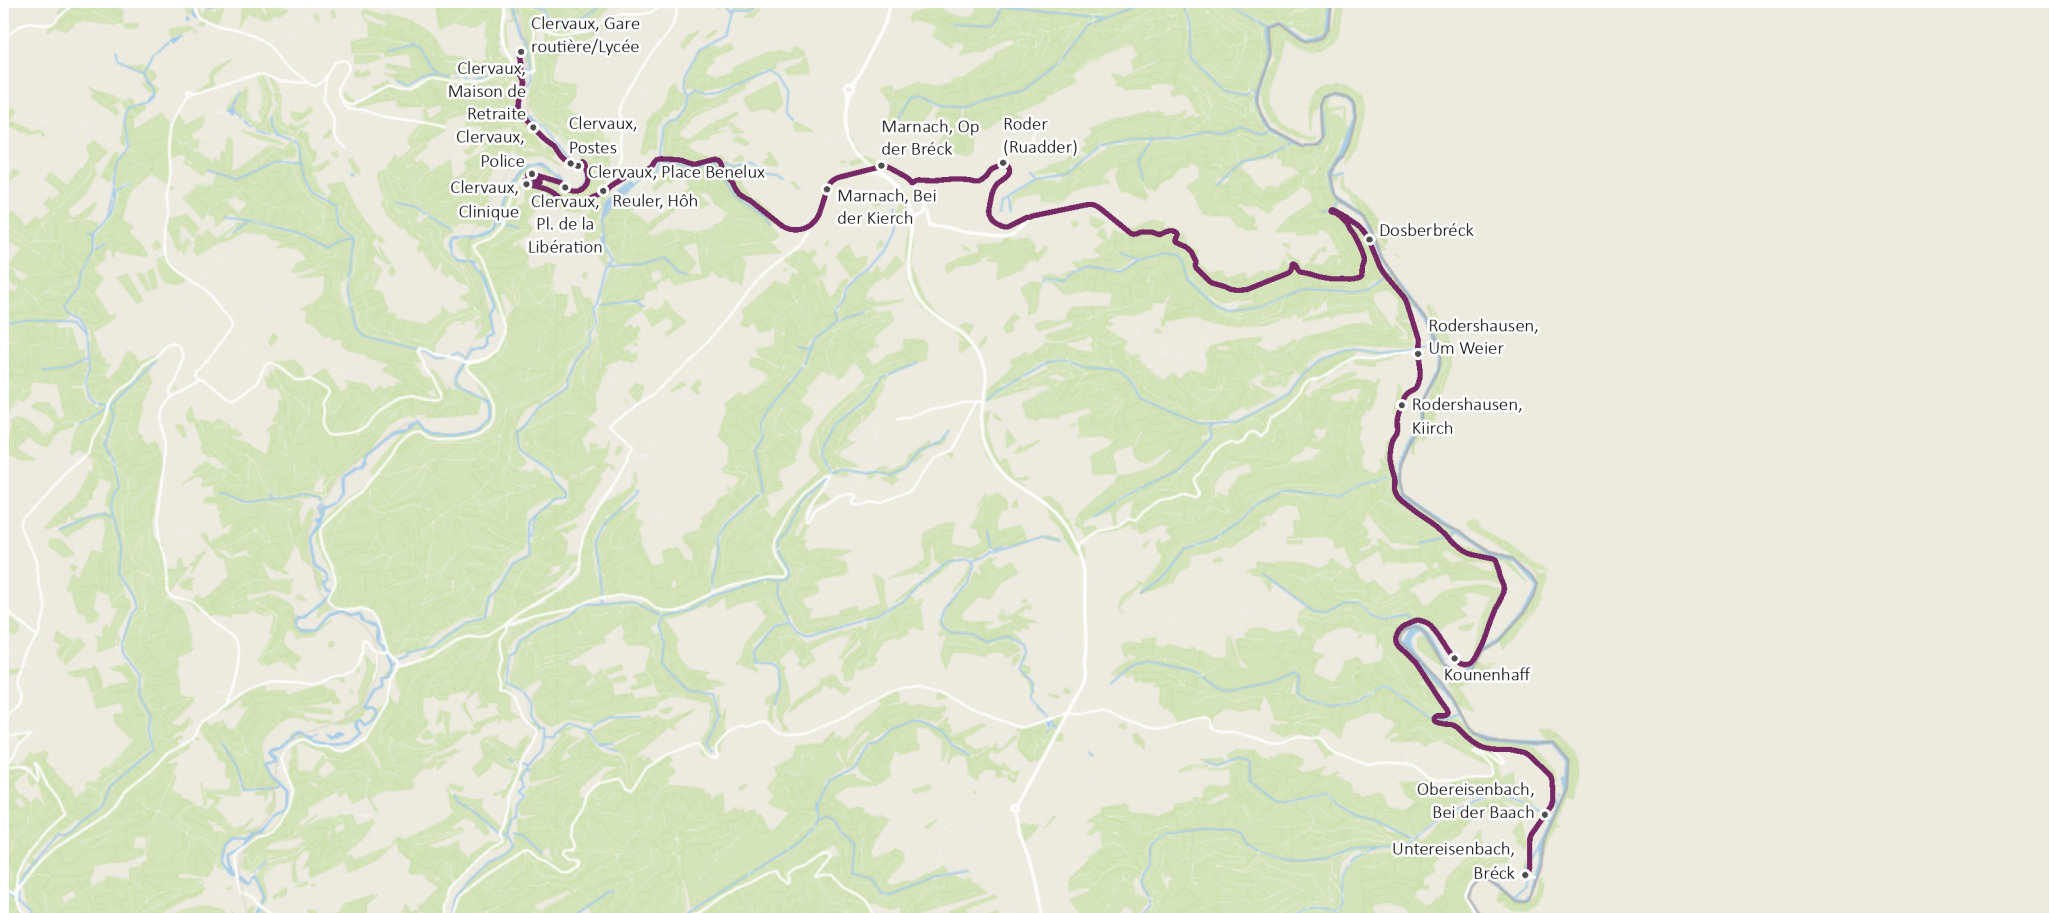 Clervaux, Gare
routière/Lycée
Clervaux,
Maison de
Retraite
Clervaux,
Postes
Clervaux,
Police
Clervaux, Place Benelux
Clervaux,
Clinique
Clervaux,
Pl. de la
Libération
Reuler, Hôh
Marnach, Bei
der Kierch
Marnach, Op
der Bréck
Roder
(Ruadder)
Dosberbréck
Rodershausen,
Um Weier
Rodershausen,
Kiirch
Kounenhaff
Obereisenbach,
Bei der Baach
Untereisenbach,
Bréck